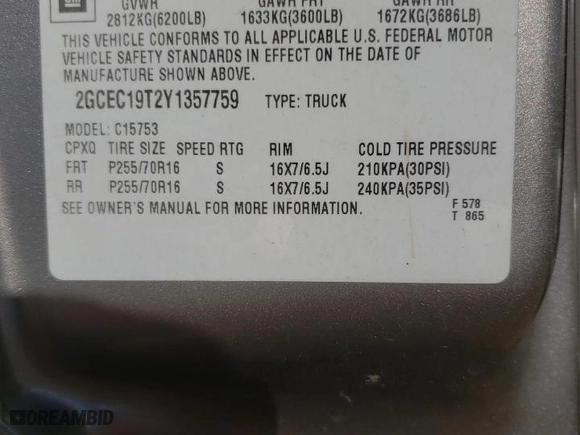 GM
GVWR GAWR FRT GAWR RR
2812KG(6200LB) 1633KG(3600LB) 1672KG(3686LB)
THIS VEHICLE CONFORMS TO ALL APPLICABLE U.S. FEDERAL MOTOR
VEHICLE SAFETY STANDARDS IN EFFECT ON THE DATE OF
MANUFACTURE SHOWN ABOVE.
2GCEC19T2Y1357759 TYPE: TRUCK
MODEL: C15753
CPXQ TIRE SIZE SPEED RTG RIM COLD TIRE PRESSURE
FRT P255/70R16 S 16X7/6.5J 210KPA(30PSI)
RR P255/70R16 S 16X7/6.5J 240KPA(35PSI)
SEE OWNER'S MANUAL FOR MORE INFORMATION.
F 578
T 865
DREAMBID